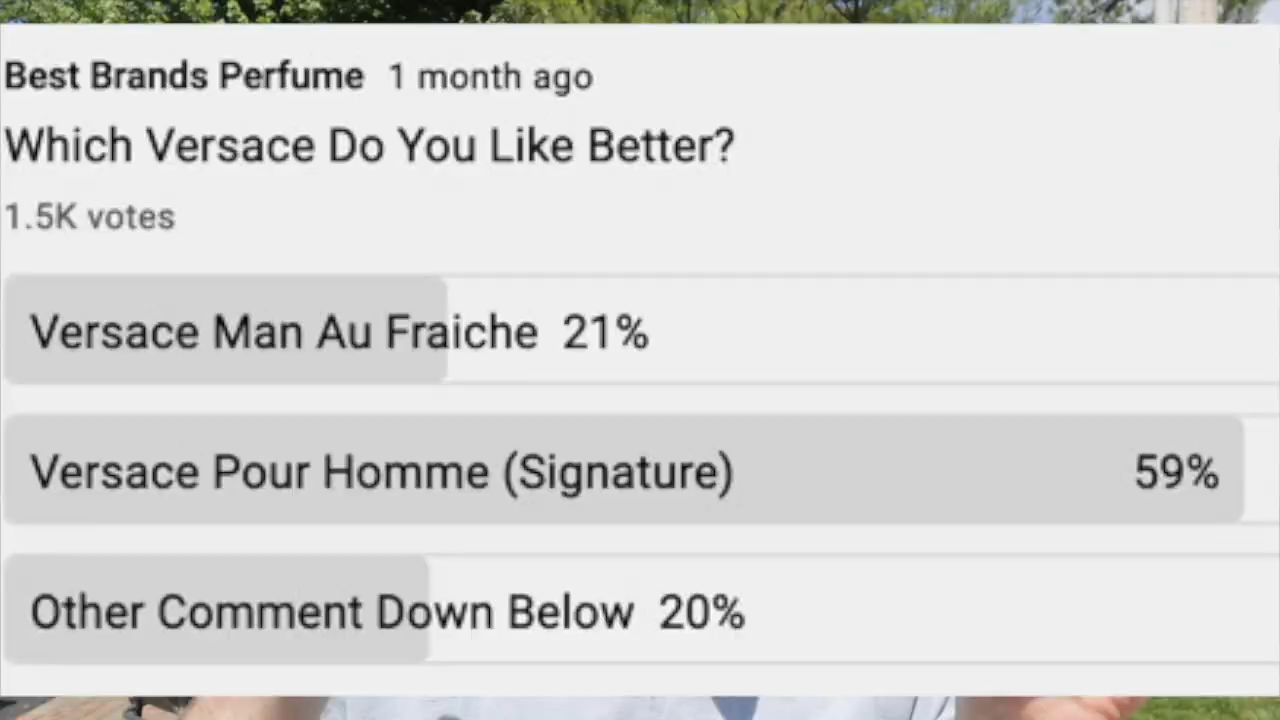 Best Brands Perfume 1 month ago
Which Versace Do You Like Better?
1.5K votes
Versace Man Au Fraiche 21%
Versace Pour Homme (Signature) 59%
Other Comment Down Below 20%